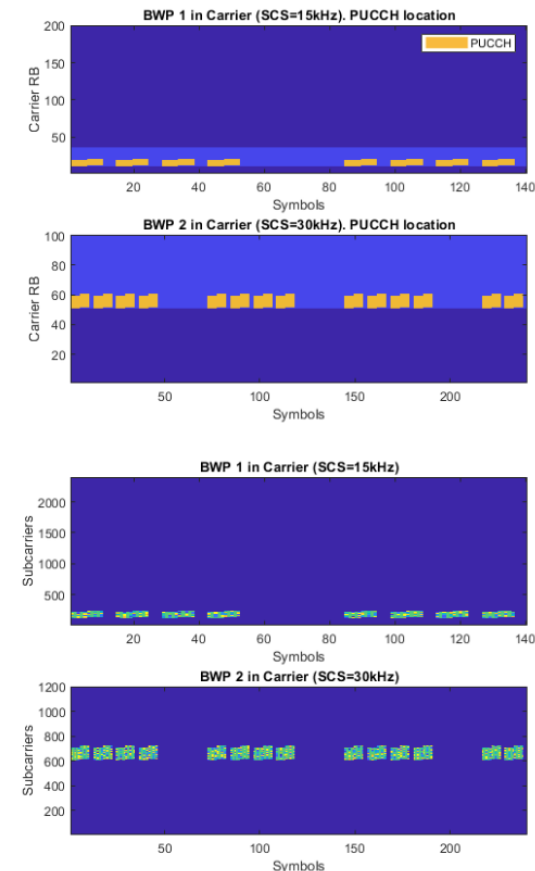 BWP 1 in Carrier (SCS=15kHz). PUCCH location
200
150
100
50
Carrier RB
PUCCH
20 40 60 80 100 120 140
Symbols
BWP 2 in Carrier (SCS=30kHz). PUCCH location
100
80
60
40
20
Carrier RB
50 100 150 200
Symbols
BWP 1 in Carrier (SCS=15kHz)
2000
1500
1000
500
Subcarriers
20 40 60 80 100 120 140
Symbols
BWP 2 in Carrier (SCS=30kHz)
1200
1000
800
600
400
200
Subcarriers
50 100 150 200
Symbols